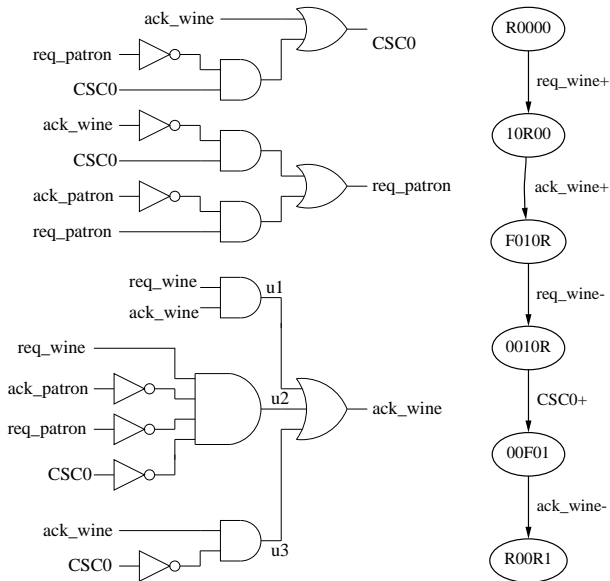 ack_wine
CSC0
req_patron
CSC0
ack_wine
CSC0
ack_patron
req_patron
req_patron
req_wine
ack_wine
u1
req_wine
ack_patron
req_patron
CSC0
u2
ack_wine
ack_wine
CSC0
u3
R0000
req_wine+
10R00
ack_wine+
F010R
req_wine-
0010R
CSC0+
00F01
ack_wine-
R00R1